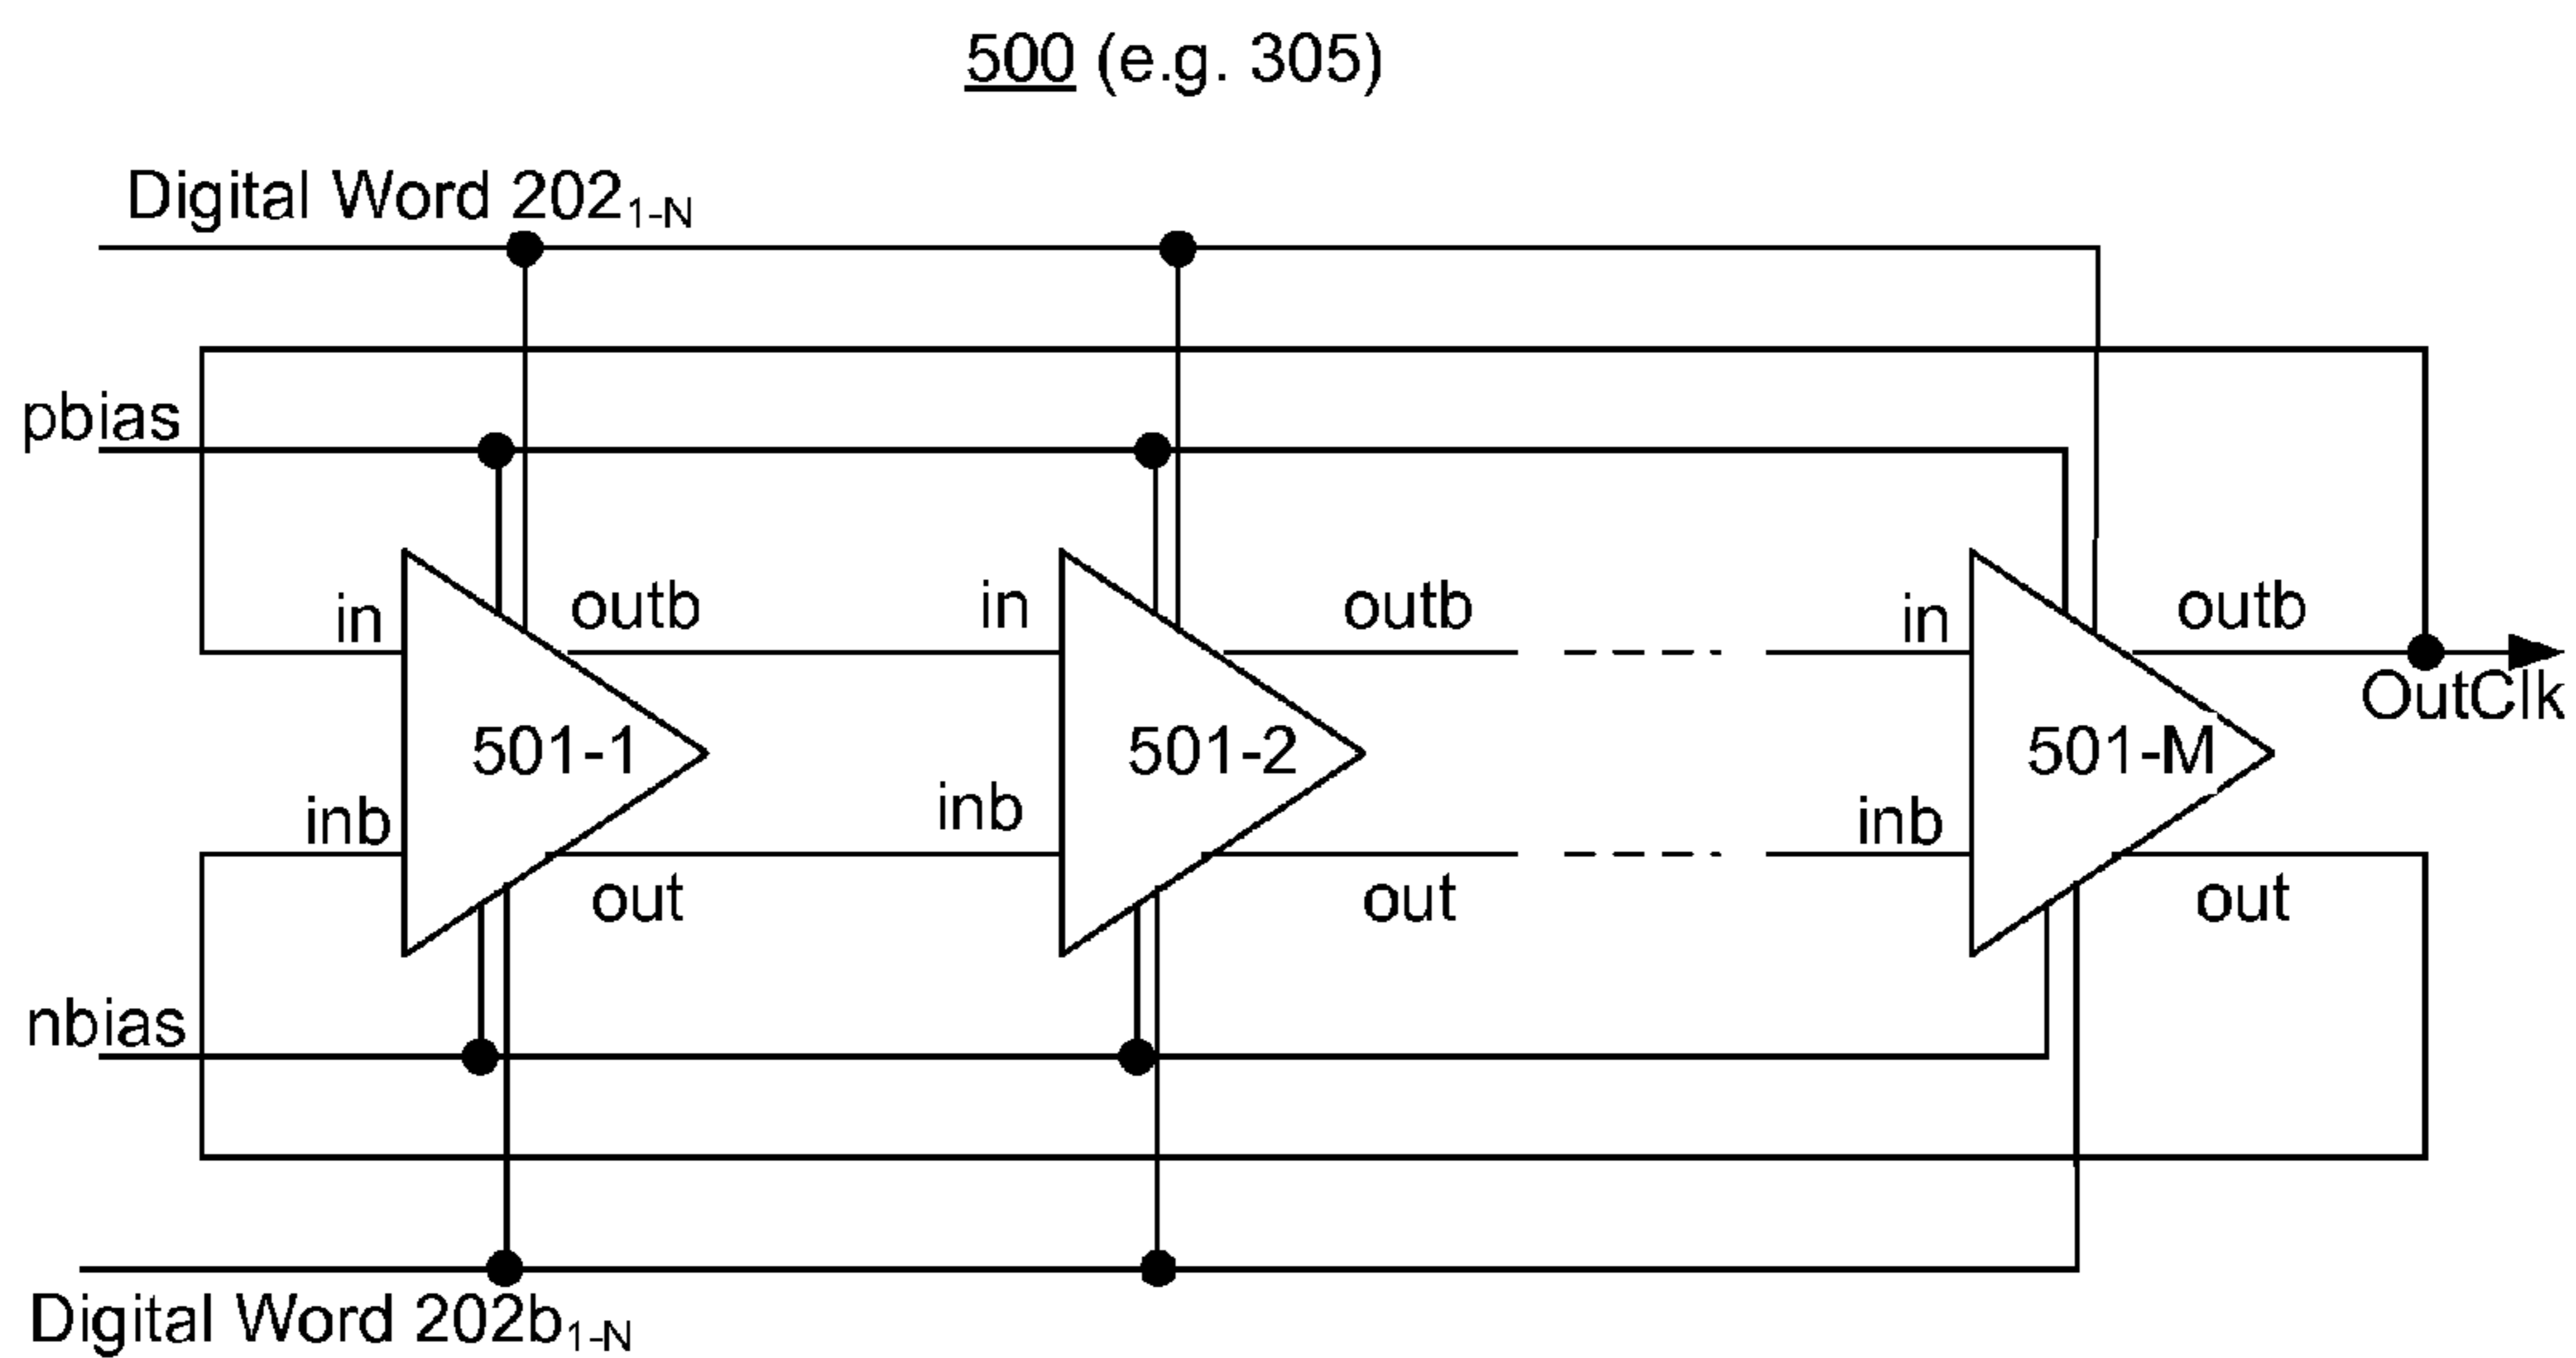 500 (e.g. 305)
Digital Word 202₁₋N
pbias
in outb in outb in outb
OutClk
501-1 501-2 501-M
inb inb inb
out out out
nbias
Digital Word 202b₁₋N